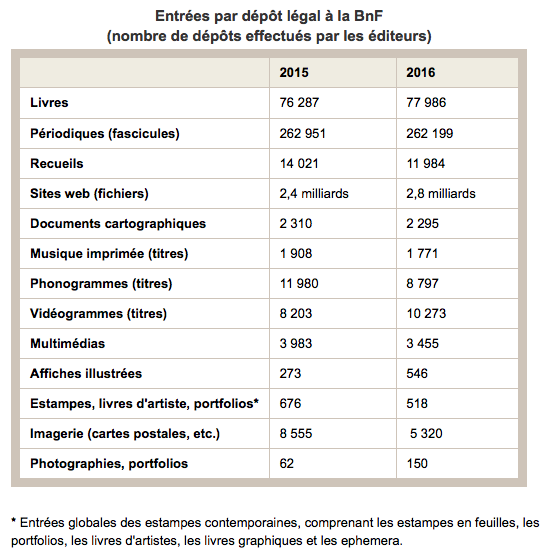 Entrées par dépôt légal à la BnF
(nombre de dépôts effectués par les éditeurs)
2015 2016
Livres 76 287 77 986
Périodiques (fascicules) 262 951 262 199
Recueils 14 021 11 984
Sites web (fichiers) 2,4 milliards 2,8 milliards
Documents cartographiques 2 310 2 295
Musique imprimée (titres) 1 908 1 771
Phonogrammes (titres) 11 980 8 797
Vidéogrammes (titres) 8 203 10 273
Multimédias 3 983 3 455
Affiches illustrées 273 546
Estampes, livres d'artiste, portfolios* 676 518
Imagerie (cartes postales, etc.) 8 555 5 320
Photographies, portfolios 62 150
* Entrées globales des estampes contemporaines, comprenant les estampes en feuilles, les
portfolios, les livres d'artistes, les livres graphiques et les ephemera.